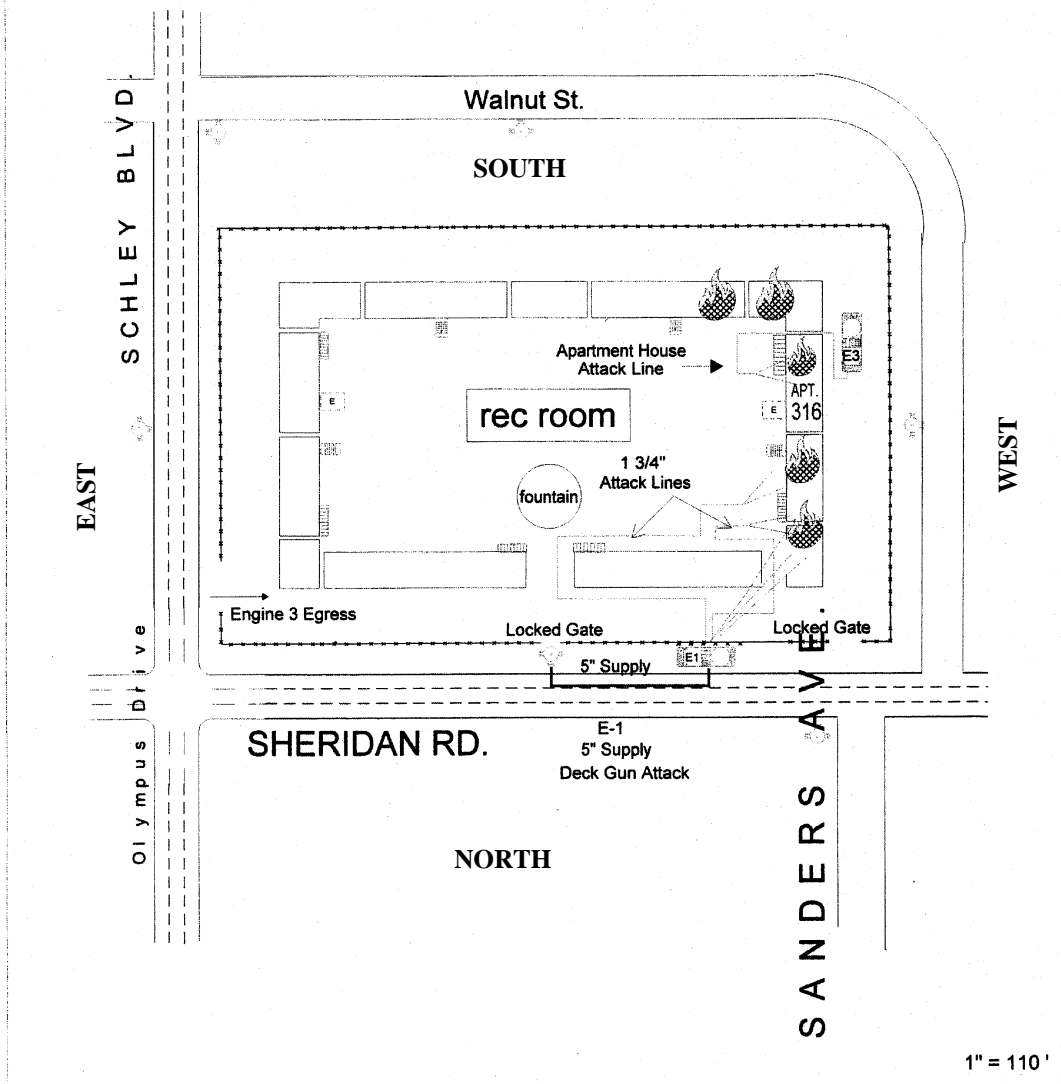 Walnut St.
SCHLEY BLVD.
SOUTH
Apartment House
Attack Line
E3
APT.
316
E
E
rec room
EAST
WEST
1 3/4"
Attack Lines
fountain
Engine 3 Egress
Locked Gate
Locked Gate
E1
5" Supply
Olympus Drive
SHERIDAN RD.
E-1
5" Supply
Deck Gun Attack
SANDERS AVE.
NORTH
1" = 110 '